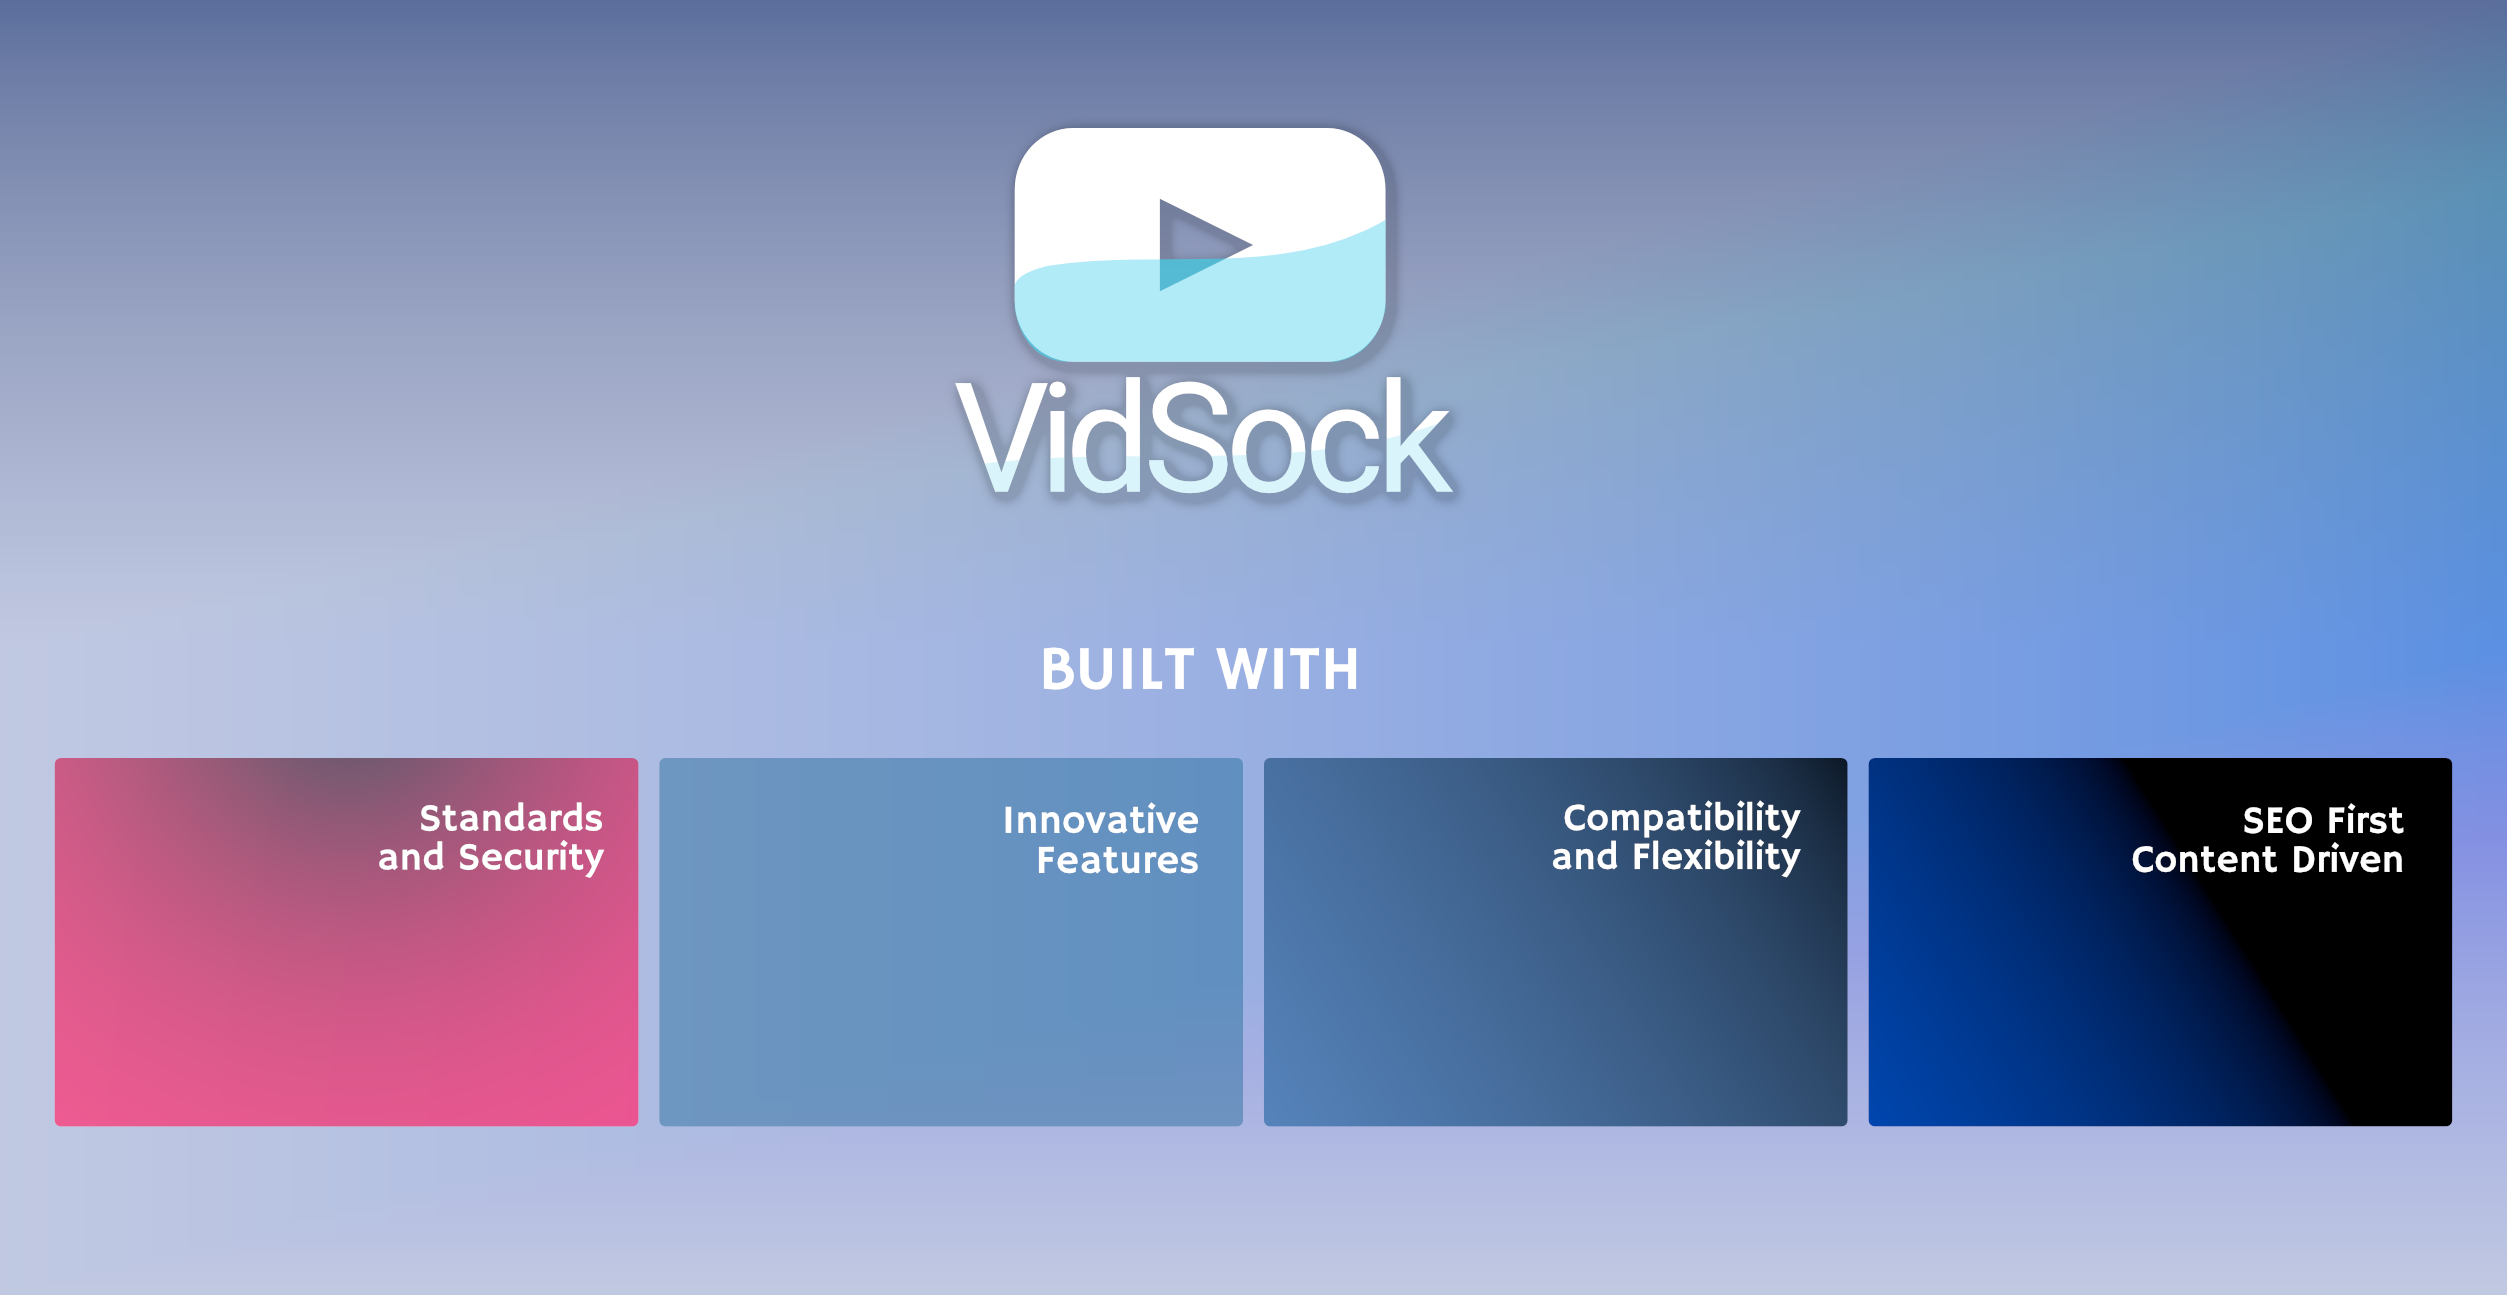 VidSock
BUILT WITH
Standards
and Security
Innovative
Features
Compatibility
and Flexibility
SEO First
Content Driven